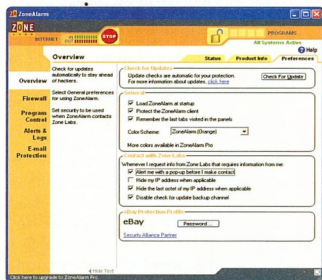 ZoneAlarm
ZONE
INTERNET
STOP
PROGRAMS
All Systems Active
Help
Overview
Status
Product Info
Preferences
Overview
Firewall
Program
Control
Alerts &
Logs
E-mail
Protection
Check for updates
automatically to stay ahead
of hackers.
Select General preferences
for using ZoneAlarm.
Set security to be used
when ZoneAlarm contacts
Zone Labs.
Check for Updates
Update checks are automatic for your protection.
For more information about updates, click here
Check For Update
General
Load ZoneAlarm at startup
Protect the ZoneAlarm client
Remember the last tabs visited in the panels
Color Scheme:
ZoneAlarm (Orange)
More colors available in ZoneAlarm Pro
Contact with Zone Labs
Whenever I request info from Zone Labs that requires information from me:
Alert me with a pop-up before I make contact
Hide my IP address when applicable
Hide the last octet of my IP address when applicable
Disable check for update backup channel
eBay Protection Profile
eBay
Password...
Security Alliance Partner
Hide Text
Click here to upgrade to ZoneAlarm Pro.